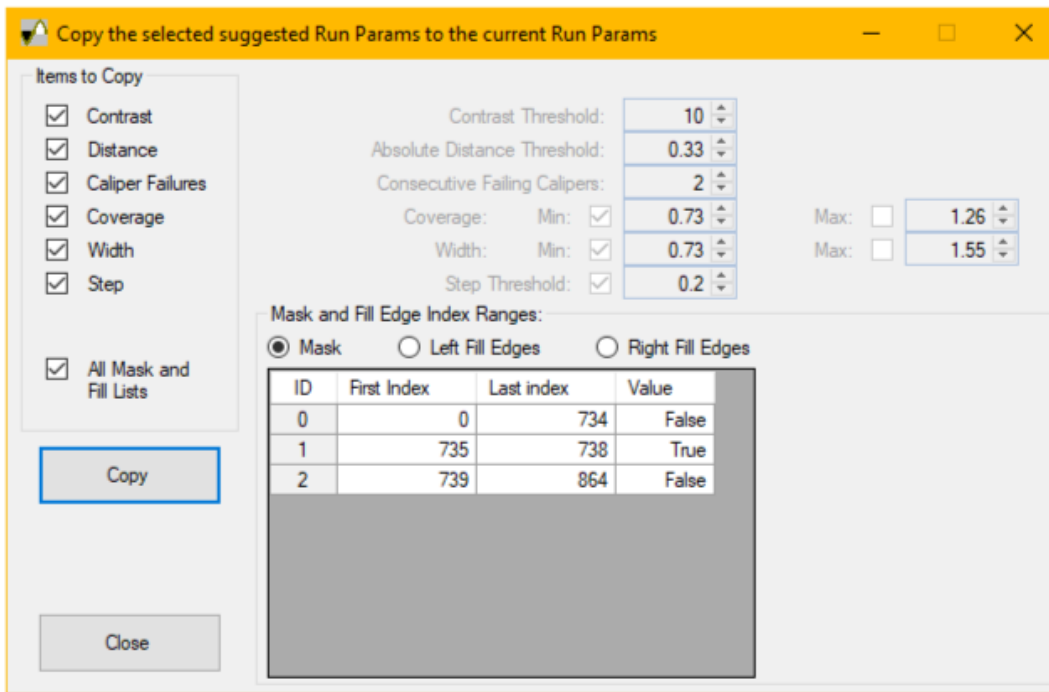 Copy the selected suggested Run Params to the current Run Params
Items to Copy
Contrast
Distance
Caliper Failures
Coverage
Width
Step
All Mask and
Fill Lists
Copy
Close
Contrast Threshold: 10
Absolute Distance Threshold: 0.33
Consecutive Failing Calipers: 2
Coverage: Min: 0.73 Max: 1.26
Width: Min: 0.73 Max: 1.55
Step Threshold: 0.2
Mask and Fill Edge Index Ranges:
Mask Left Fill Edges Right Fill Edges
ID First Index Last index Value
0 0 734 False
1 735 738 True
2 739 864 False